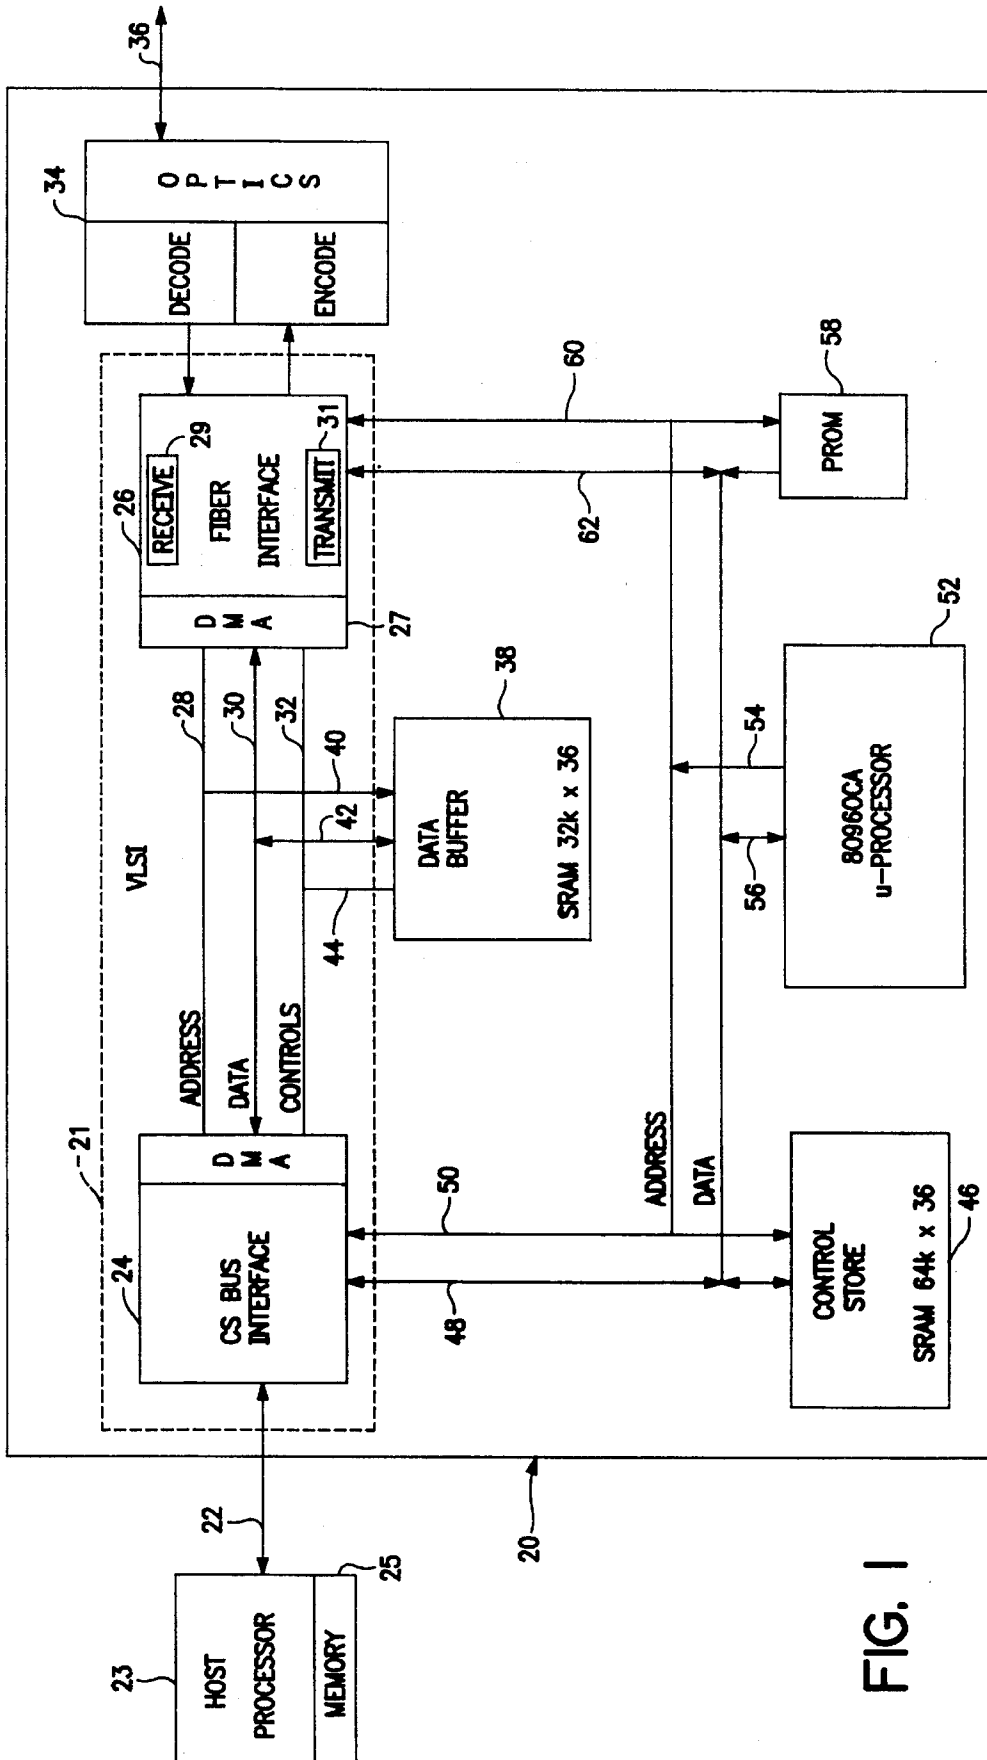 36
34
OPTICS
DECODE
ENCODE
21
VLSI
26
RECEIVE
29
FIBER
INTERFACE
TRANSMIT
31
DMA
27
28
30
32
ADDRESS
DATA
CONTROLS
24
CS BUS
INTERFACE
DMA
22
23
HOST
PROCESSOR
MEMORY
25
40
42
44
38
DATA
BUFFER
SRAM 32k x 36
50
48
60
62
ADDRESS
DATA
54
56
58
PROM
52
80960CA
u-PROCESSOR
CONTROL
STORE
SRAM 64k x 36
46
20
FIG. 1